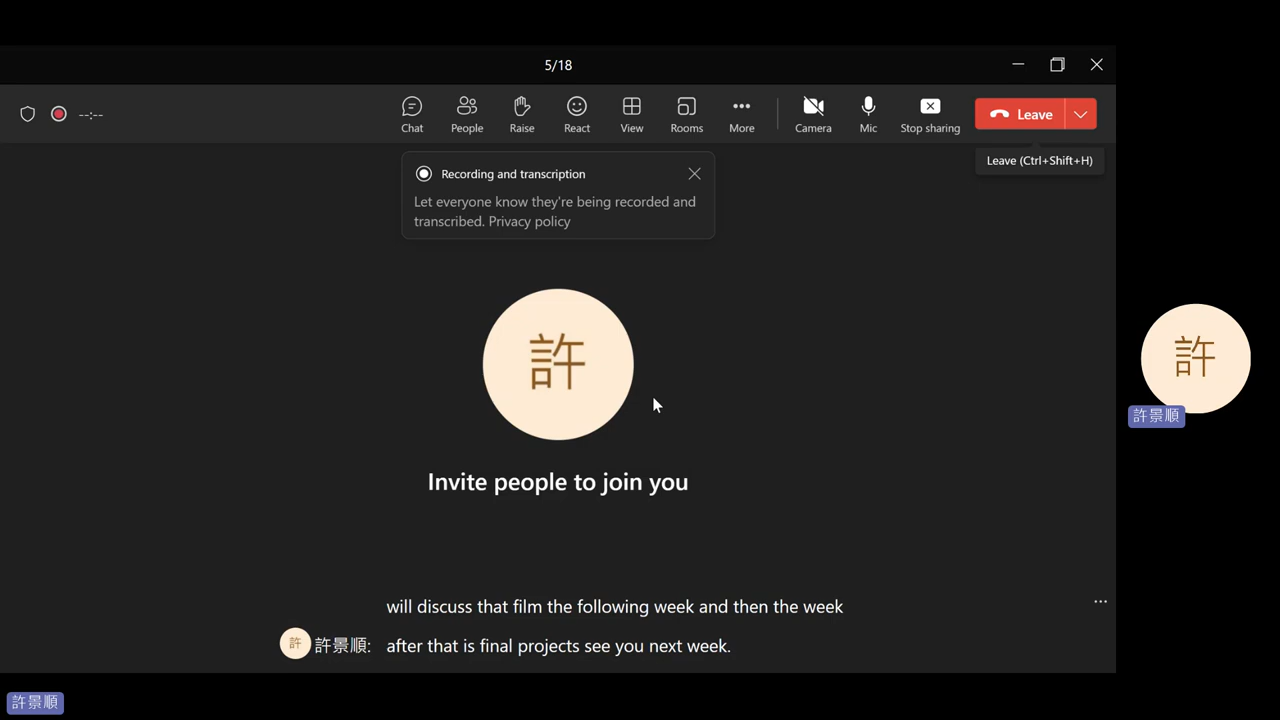 5/18
--:--
Chat
People
Raise
React
View
Rooms
More
Camera
Mic
Stop sharing
Leave
Leave (Ctrl+Shift+H)
Recording and transcription
Let everyone know they're being recorded and
transcribed. Privacy policy
許
許
許景順
Invite people to join you
will discuss that film the following week and then the week
許 許景順: after that is final projects see you next week.
許景順